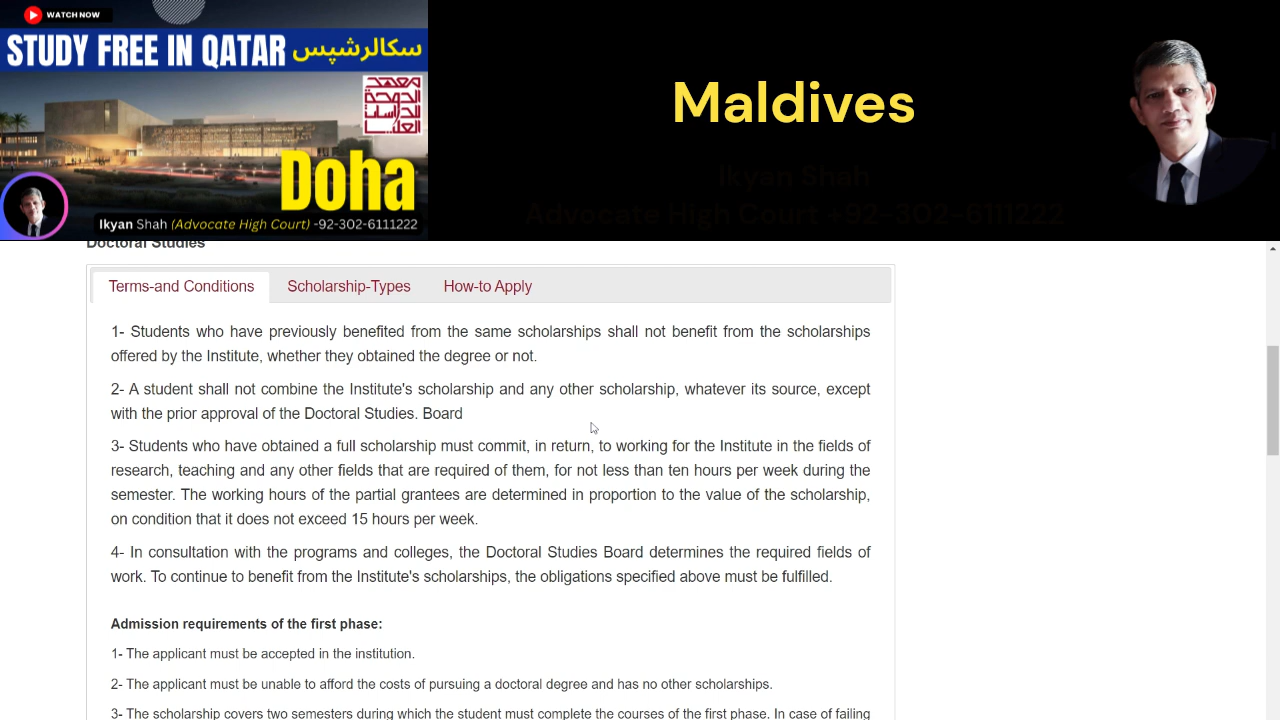 WATCH NOW
STUDY FREE IN QATAR سکالرشپس
معهد
الدوحة
للدراسات
العليا
Doha
Ikyan Shah (Advocate High Court) -92-302-6111222
Maldives
Ikyan Shah
Advocate High Court +92-302-6111222
Doctoral Studies
Terms-and Conditions Scholarship-Types How-to Apply
1- Students who have previously benefited from the same scholarships shall not benefit from the scholarships
offered by the Institute, whether they obtained the degree or not.
2- A student shall not combine the Institute's scholarship and any other scholarship, whatever its source, except
with the prior approval of the Doctoral Studies. Board
3- Students who have obtained a full scholarship must commit, in return, to working for the Institute in the fields of
research, teaching and any other fields that are required of them, for not less than ten hours per week during the
semester. The working hours of the partial grantees are determined in proportion to the value of the scholarship,
on condition that it does not exceed 15 hours per week.
4- In consultation with the programs and colleges, the Doctoral Studies Board determines the required fields of
work. To continue to benefit from the Institute's scholarships, the obligations specified above must be fulfilled.
Admission requirements of the first phase:
1- The applicant must be accepted in the institution.
2- The applicant must be unable to afford the costs of pursuing a doctoral degree and has no other scholarships.
3- The scholarship covers two semesters during which the student must complete the courses of the first phase. In case of failing